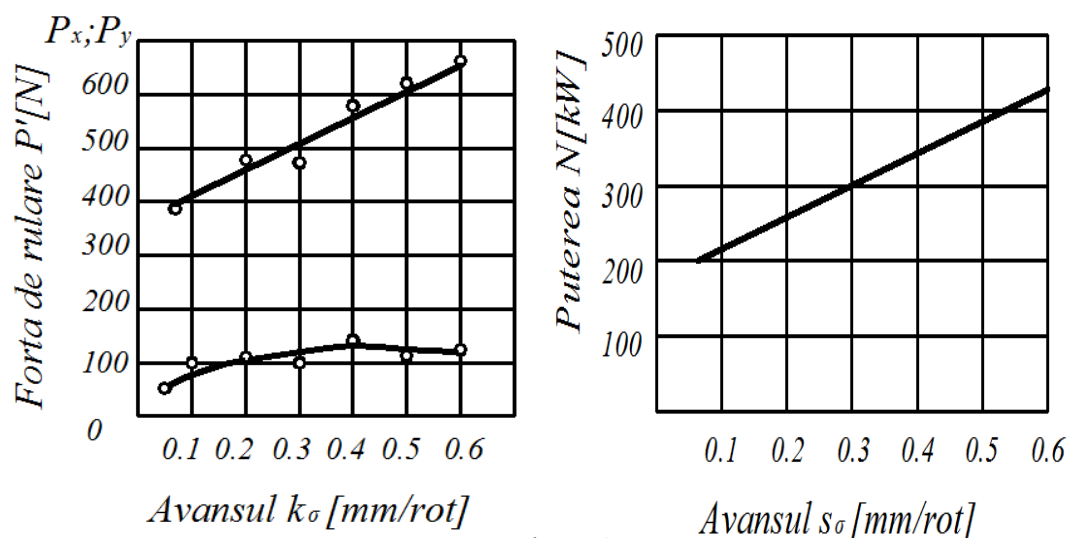 Px;Py
Forta de rulare P'[N]
600
500
400
300
200
100
0
0.1 0.2 0.3 0.4 0.5 0.6
Avansul kσ [mm/rot]
Puterea N[kW]
500
400
300
200
100
0.1 0.2 0.3 0.4 0.5 0.6
Avansul sσ [mm/rot]